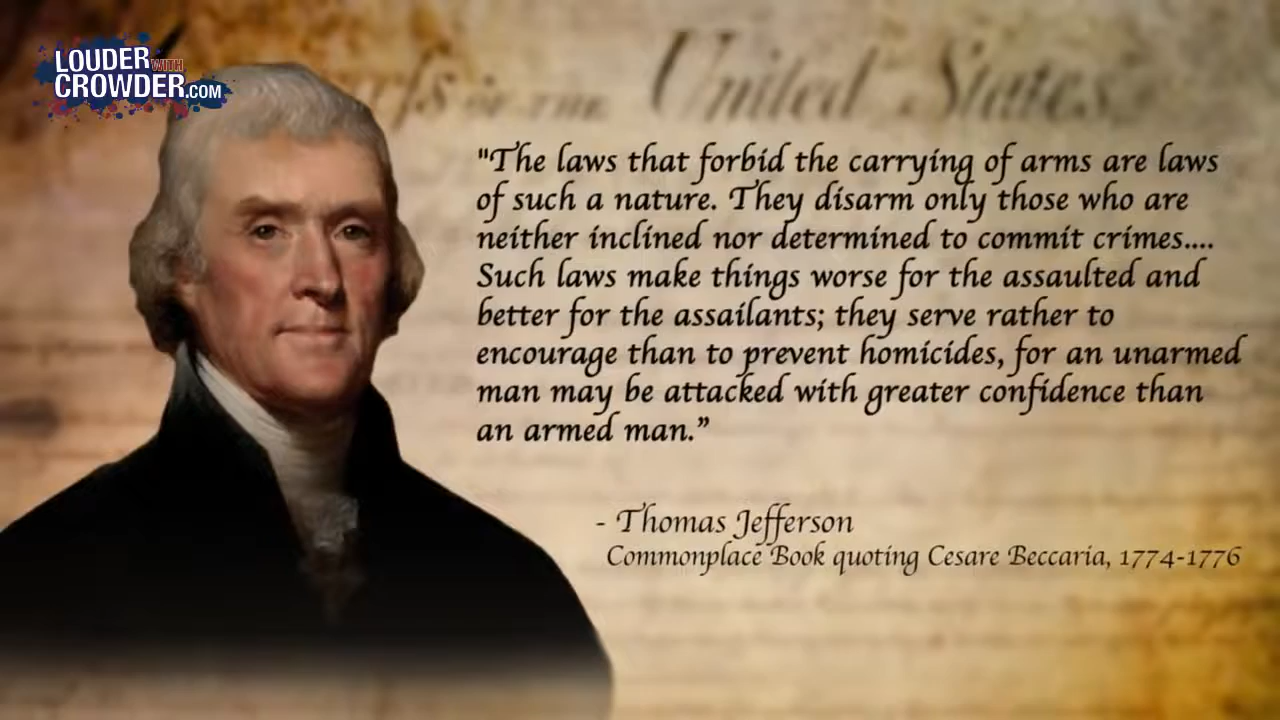 LOUDER WITH
CROWDER.COM
United States
"The laws that forbid the carrying of arms are laws
of such a nature. They disarm only those who are
neither inclined nor determined to commit crimes....
Such laws make things worse for the assaulted and
better for the assailants; they serve rather to
encourage than to prevent homicides, for an unarmed
man may be attacked with greater confidence than
an armed man.”
- Thomas Jefferson
Commonplace Book quoting Cesare Beccaria, 1774-1776